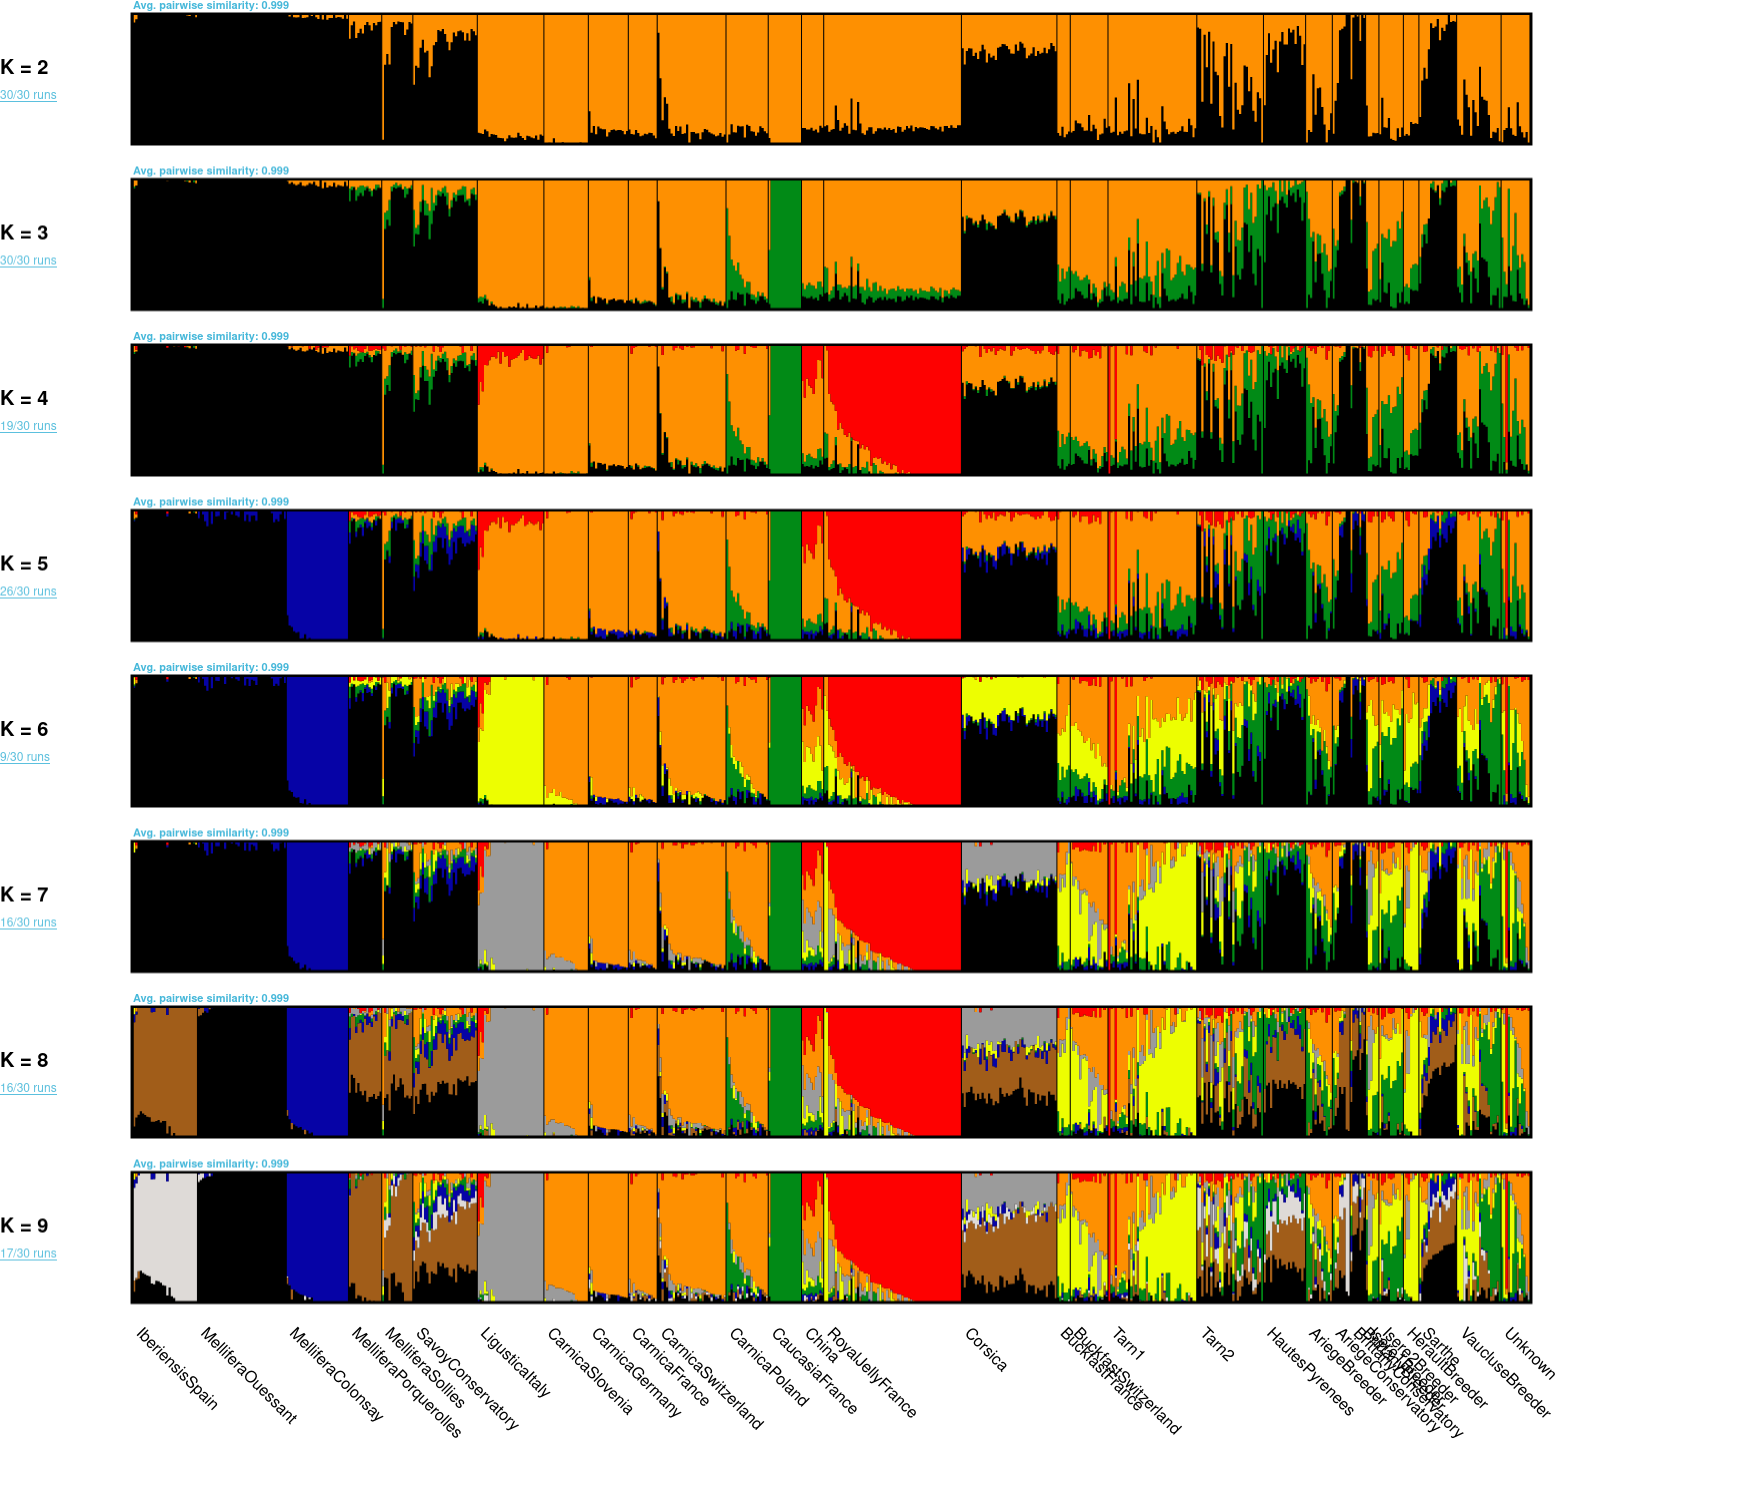 Avg. pairwise similarity: 0.999
K = 2
30/30 runs
Avg. pairwise similarity: 0.999
K = 3
30/30 runs
Avg. pairwise similarity: 0.999
K = 4
19/30 runs
Avg. pairwise similarity: 0.999
K = 5
26/30 runs
Avg. pairwise similarity: 0.999
K = 6
9/30 runs
Avg. pairwise similarity: 0.999
K = 7
16/30 runs
Avg. pairwise similarity: 0.999
K = 8
16/30 runs
Avg. pairwise similarity: 0.999
K = 9
17/30 runs
IberiensisSpain
MelliferaOuessant
MelliferaColonsay
MelliferaPorquerolles
MelliferaSollies
SavoyConservatory
LigusticaItaly
CarnicaSlovenia
CarnicaGermany
CarnicaFrance
CarnicaSwitzerland
CarnicaPoland
CaucasiaFrance
China
RoyalJellyFrance
Corsica
BuckfastFrance
BuckfastSwitzerland
Tarn1
Tarn2
HautesPyrenees
AriegeBreeder
AriegeConservatory
Isere2Breeder
HeraultBreeder
Sarthe
VaucluseBreeder
Unknown